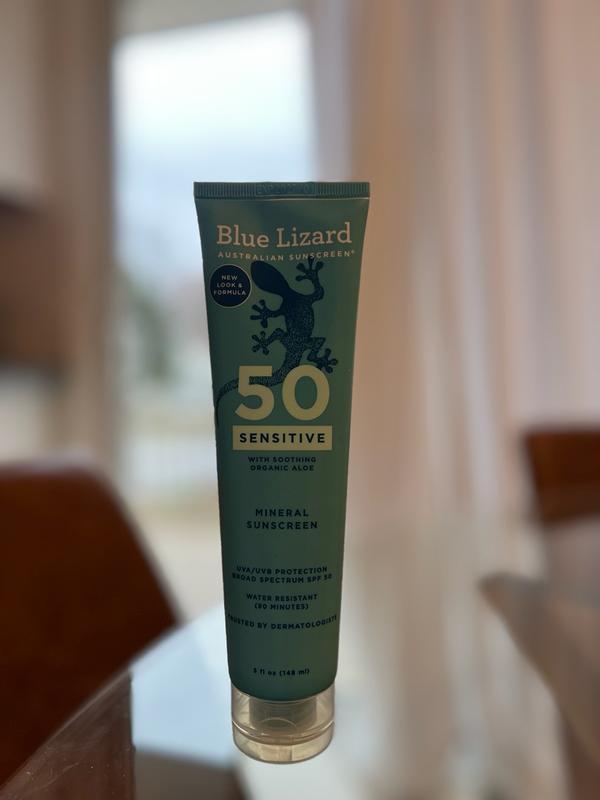 Blue Lizard
AUSTRALIAN SUNSCREEN®
NEW
LOOK &
FORMULA
50
SENSITIVE
WITH SOOTHING
ORGANIC ALOE
MINERAL
SUNSCREEN
UVA/UVB PROTECTION
BROAD SPECTRUM SPF 50
WATER RESISTANT
(80 MINUTES)
TRUSTED BY DERMATOLOGISTS
5 fl oz (148 ml)